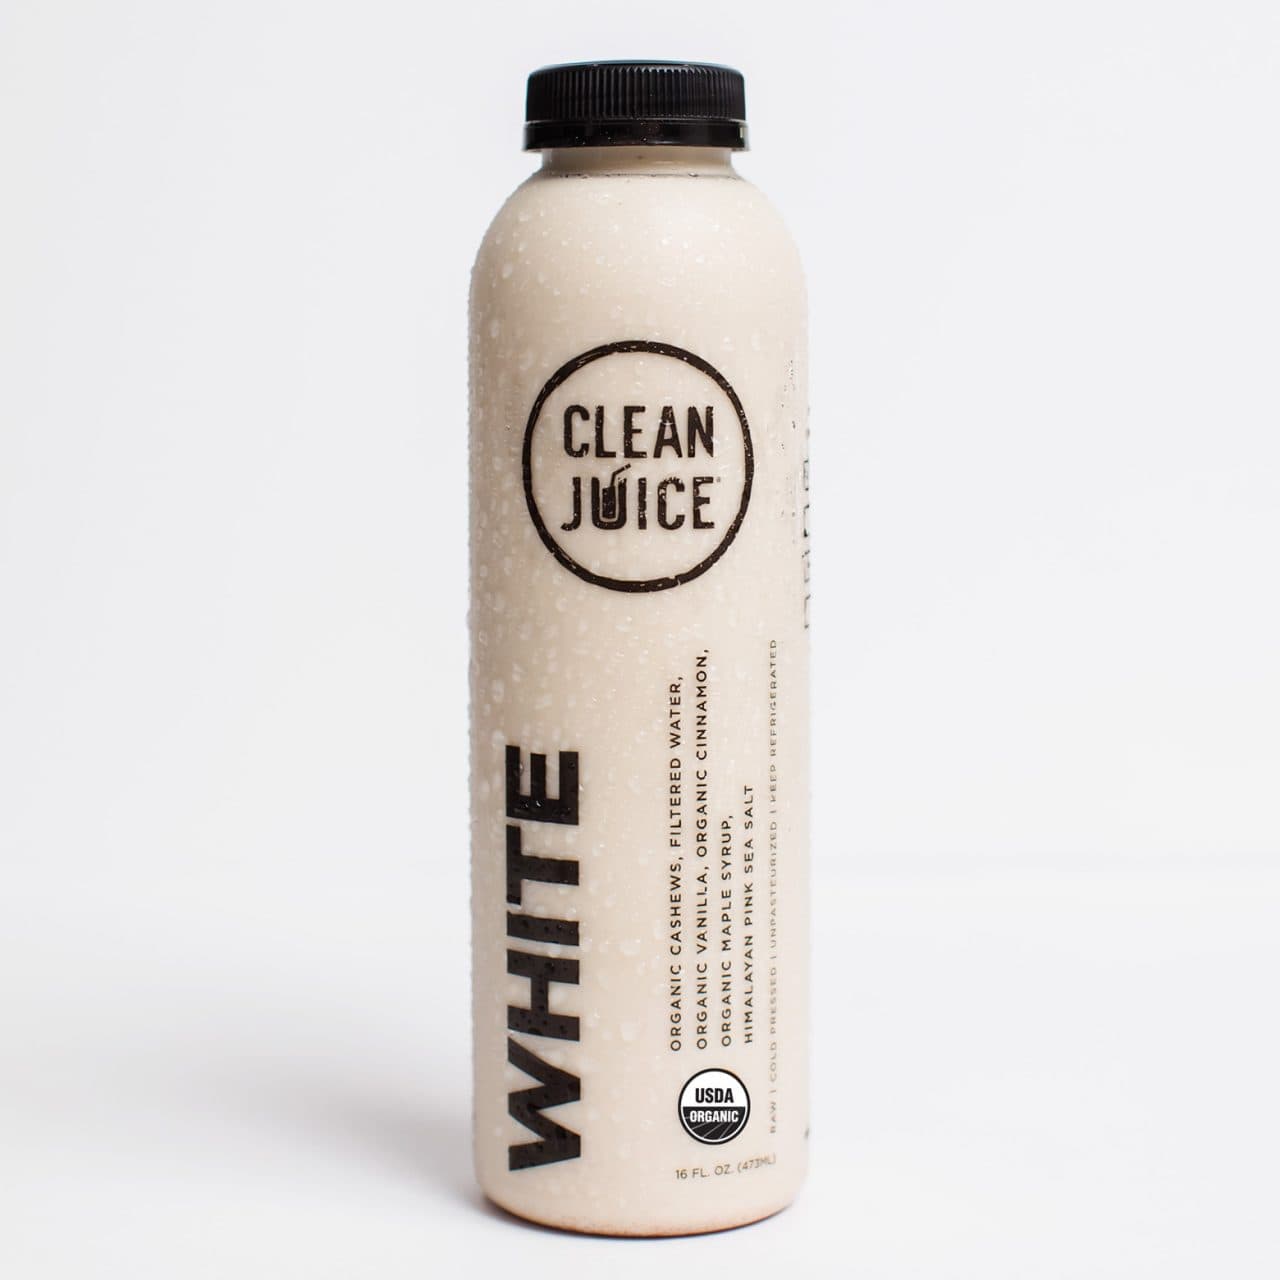 CLEAN
JUICE®
WHITE
ORGANIC CASHEWS, FILTERED WATER,
ORGANIC VANILLA, ORGANIC CINNAMON,
ORGANIC MAPLE SYRUP,
HIMALAYAN PINK SEA SALT
RAW | COLD PRESSED | UNPASTEURIZED | KEEP REFRIGERATED
USDA
ORGANIC
16 FL. OZ. (473ML)